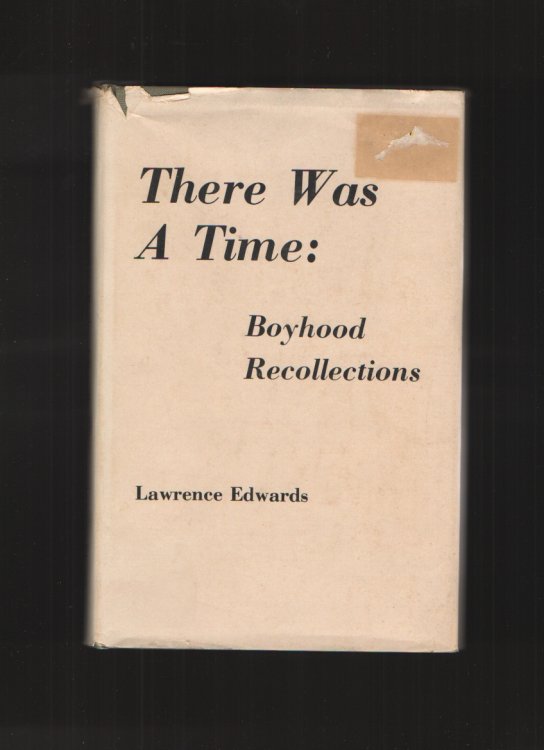 There Was
A Time:
Boyhood
Recollections
Lawrence Edwards